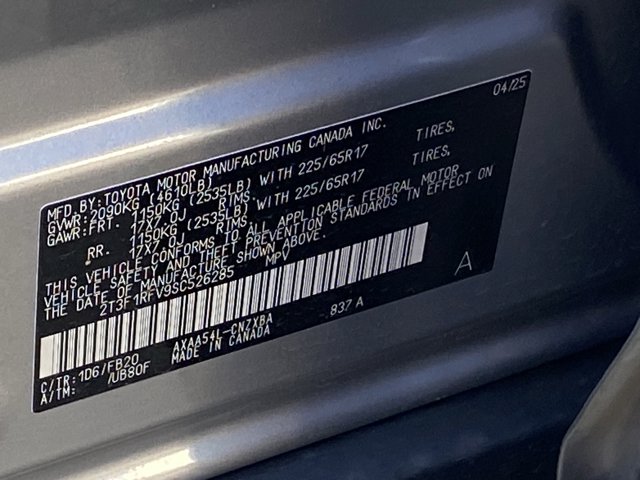 04/25
MFD.BY:TOYOTA MOTOR MANUFACTURING CANADA INC.
GVWR:2090KG (4610LB)
GAWR:FRT. 1150KG (2535LB) WITH 225/65R17 TIRES,
17X7.0J RIMS,
RR. 1150KG (2535LB) WITH 225/65R17 TIRES,
17X7.0J RIMS,
THIS VEHICLE CONFORMS TO ALL APPLICABLE FEDERAL MOTOR
VEHICLE SAFETY AND THEFT PREVENTION STANDARDS IN EFFECT ON
THE DATE OF MANUFACTURE SHOWN ABOVE.
2T3F1RFV9SC526285 MPV
A
AXAA54L-CNZXBA 837A
MADE IN CANADA
C/TR:1D6/FB20
A/TM: /UB80F